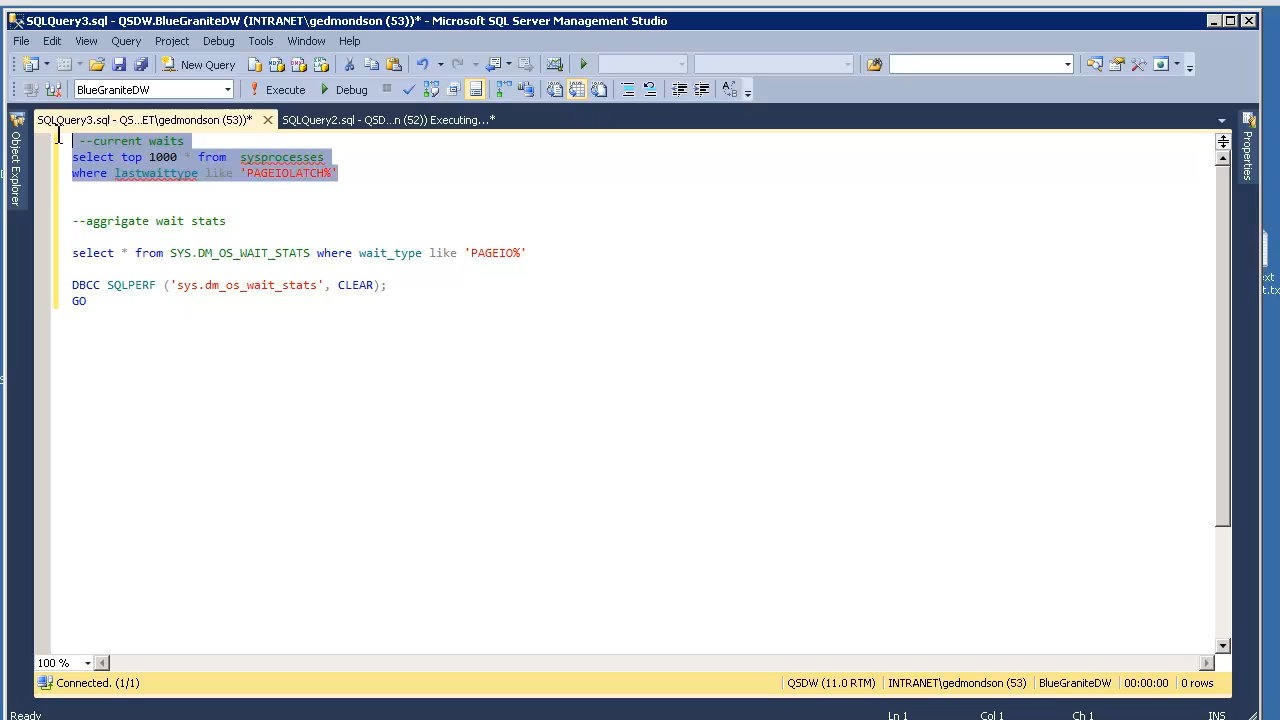 SQLQuery3.sql - QSDW.BlueGraniteDW (INTRANET\gedmondson (53))* - Microsoft SQL Server Management Studio
File Edit View Query Project Debug Tools Window Help
New Query
BlueGraniteDW Execute Debug
SQLQuery3.sql - QS...ET\gedmondson (53))* SQLQuery2.sql - QSD...n (52)) Executing...*
Object Explorer
Properties
--current waits
select top 1000 * from sysprocesses
where lastwaittype like 'PAGEIOLATCH%'
--aggrigate wait stats
select * from SYS.DM_OS_WAIT_STATS where wait_type like 'PAGEIO%'
DBCC SQLPERF ('sys.dm_os_wait_stats', CLEAR);
GO
100 %
Connected. (1/1) QSDW (11.0 RTM) INTRANET\gedmondson (53) BlueGraniteDW 00:00:00 0 rows
Ready Ln 1 Col 1 Ch 1 INS